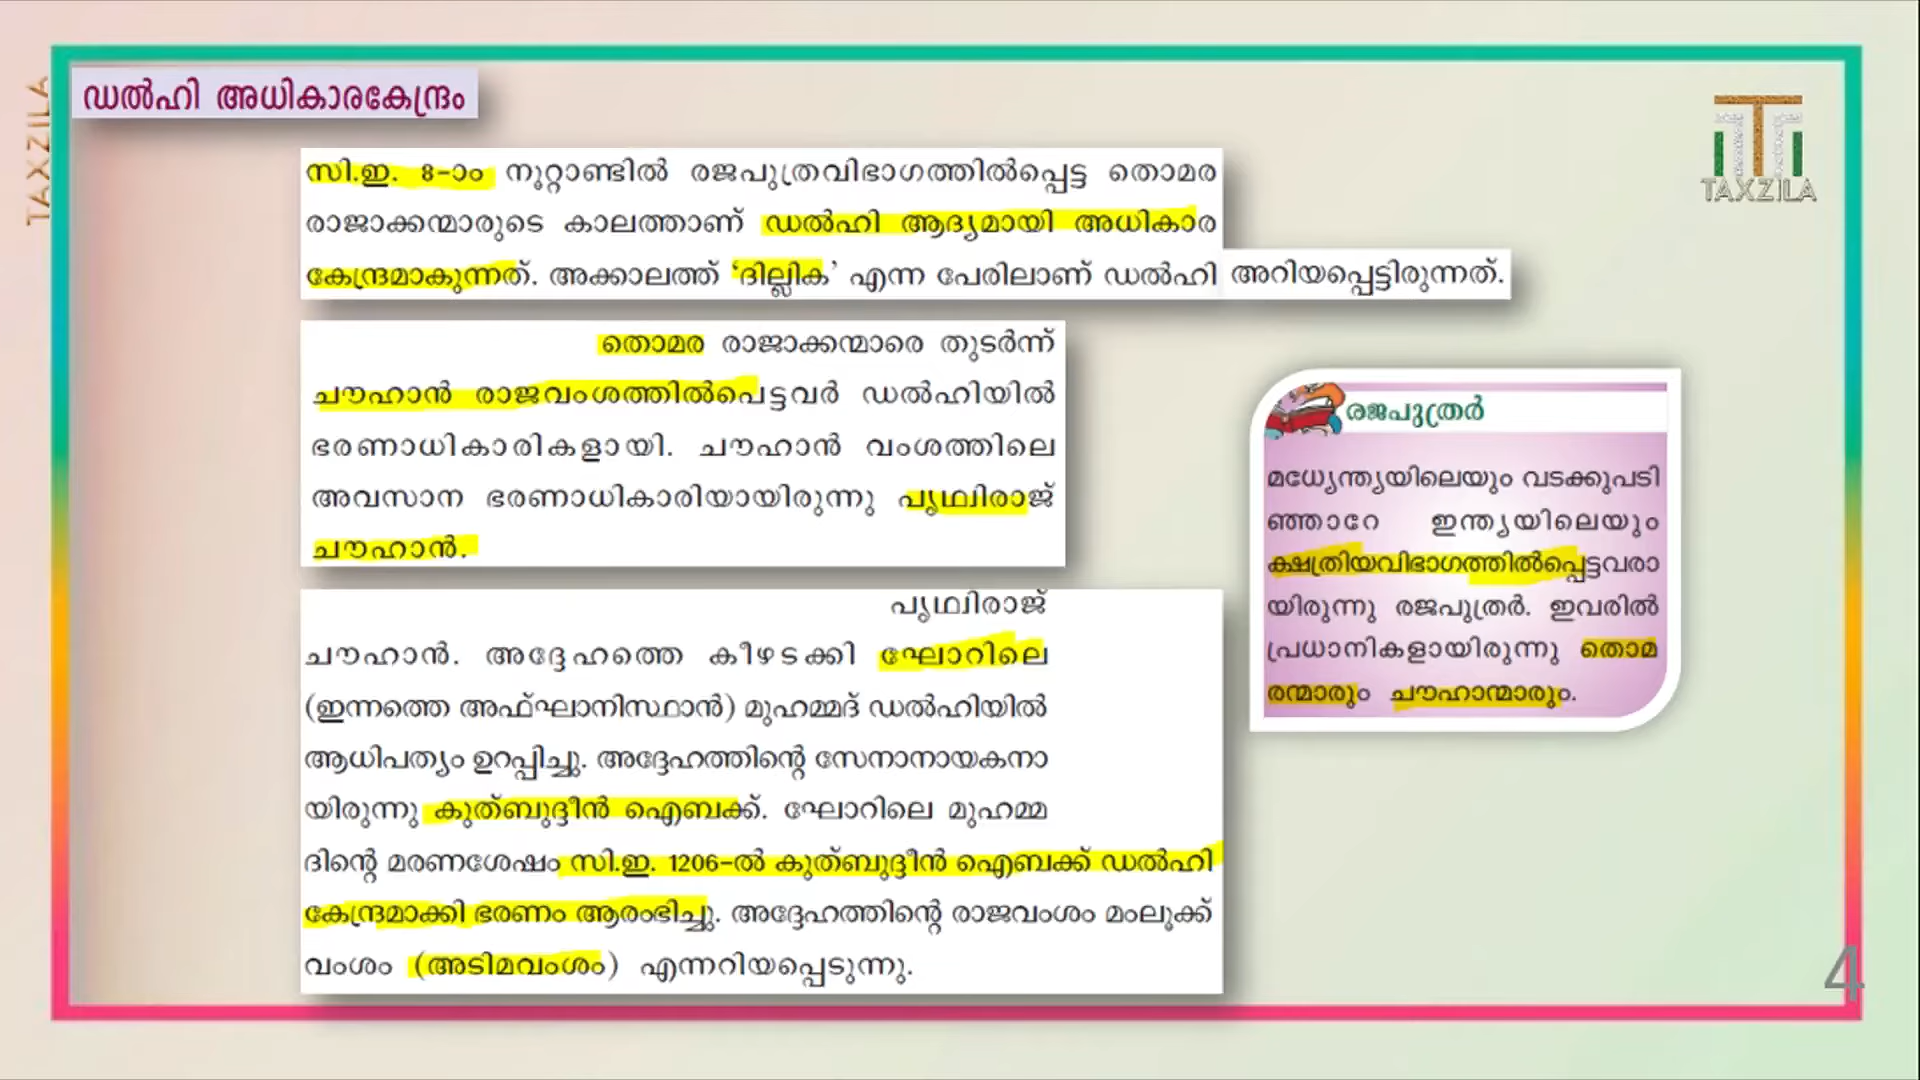 ഡൽഹി അധികാരകേന്ദ്രം
TAXZILA
TAXZILA
സി.ഇ. 8-ാം നൂറ്റാണ്ടിൽ രജപുത്രവിഭാഗത്തിൽപ്പെട്ട തൊമര
രാജാക്കന്മാരുടെ കാലത്താണ് ഡൽഹി ആദ്യമായി അധികാര
കേന്ദ്രമാകുന്നത്. അക്കാലത്ത് ‘ദില്ലിക’ എന്ന പേരിലാണ് ഡൽഹി അറിയപ്പെട്ടിരുന്നത്.
തൊമര രാജാക്കന്മാരെ തുടർന്ന്
ചൗഹാൻ രാജവംശത്തിൽപെട്ടവർ ഡൽഹിയിൽ
ഭരണാധികാരികളായി. ചൗഹാൻ വംശത്തിലെ
അവസാന ഭരണാധികാരിയായിരുന്നു പൃഥ്വിരാജ്
ചൗഹാൻ.
പൃഥ്വിരാജ്
ചൗഹാൻ. അദ്ദേഹത്തെ കീഴടക്കി ഘോറിലെ
(ഇന്നത്തെ അഫ്ഘാനിസ്ഥാൻ) മുഹമ്മദ് ഡൽഹിയിൽ
ആധിപത്യം ഉറപ്പിച്ചു. അദ്ദേഹത്തിന്റെ സേനാനായകനാ
യിരുന്നു കുത്ബുദ്ദീൻ ഐബക്ക്. ഘോറിലെ മുഹമ്മ
ദിന്റെ മരണശേഷം സി.ഇ. 1206-ൽ കുത്ബുദ്ദീൻ ഐബക്ക് ഡൽഹി
കേന്ദ്രമാക്കി ഭരണം ആരംഭിച്ചു. അദ്ദേഹത്തിന്റെ രാജവംശം മംലൂക്ക്
വംശം (അടിമവംശം) എന്നറിയപ്പെടുന്നു.
രജപുത്രർ
മധ്യേന്ത്യയിലെയും വടക്കുപടി
ഞ്ഞാറേ ഇന്ത്യയിലെയും
ക്ഷത്രിയവിഭാഗത്തിൽപ്പെട്ടവരാ
യിരുന്നു രജപുത്രർ. ഇവരിൽ
പ്രധാനികളായിരുന്നു തൊമ
രന്മാരും ചൗഹാന്മാരും.
4